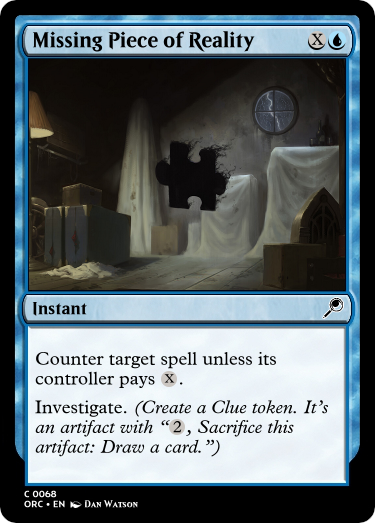 Missing Piece of Reality X
Instant
Counter target spell unless its
controller pays X.
Investigate. (Create a Clue token. It's
an artifact with “2, Sacrifice this
artifact: Draw a card.”)
C 0068
ORC • EN DAN WATSON